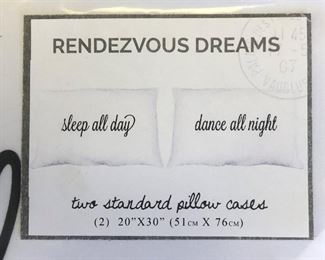 RENDEZVOUS DREAMS
sleep all day
dance all night
two standard pillow cases
(2) 20"X30" (51CM X 76CM)